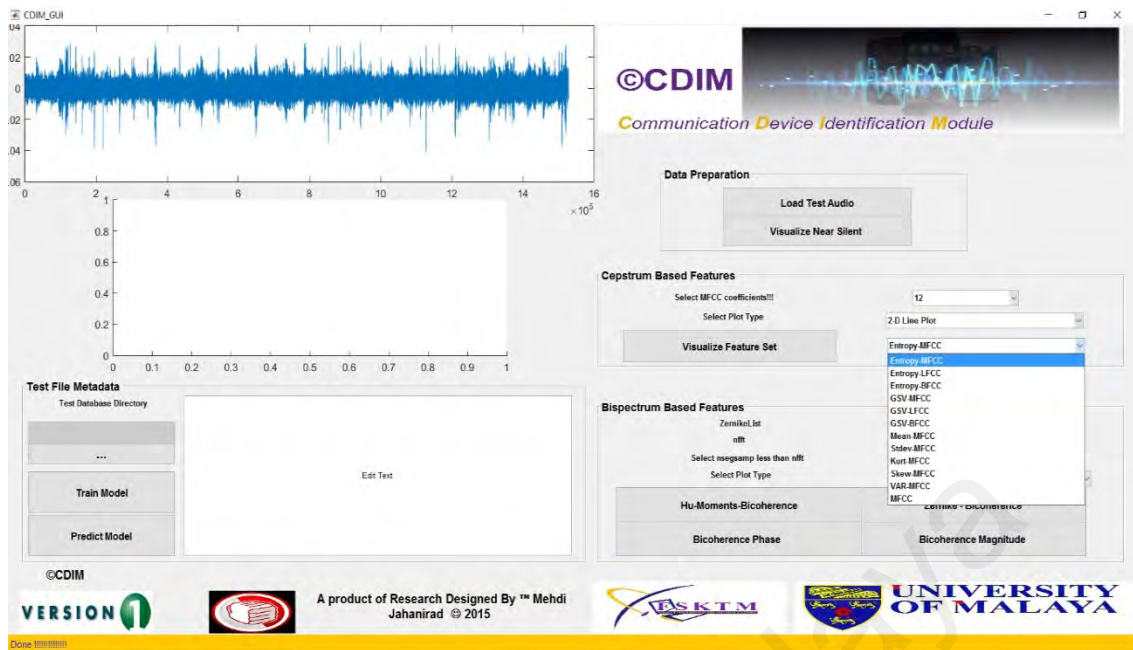 CDIM_GUI
04
02
0
02
04
06
0 2 4 6 8 10 12 14 16
×10^5
1
0.8
0.6
0.4
0.2
0
0 0.1 0.2 0.3 0.4 0.5 0.6 0.7 0.8 0.9 1
©CDIM
Communication Device Identification Module
Data Preparation
Load Test Audio
Visualize Near Silent
Cepstrum Based Features
Select MFCC coefficients!!!
12
Select Plot Type
2-D Line Plot
Visualize Feature Set
Entropy-MFCC
Entropy-MFCC
Entropy-LFCC
Entropy-BFCC
GSV-MFCC
GSV-LFCC
GSV-BFCC
Mean-MFCC
Stdev-MFCC
Kurt-MFCC
Skew-MFCC
VAR-MFCC
MFCC
Test File Metadata
Test Database Directory
...
Train Model
Predict Model
Edit Text
Bispectrum Based Features
ZernikeList
nfft
Select nsegsamp less than nfft
Select Plot Type
Hu-Moments-Bicoherence
Zernike - Bicoherence
Bicoherence Phase
Bicoherence Magnitude
©CDIM
VERSION 1
A product of Research Designed By ™ Mehdi
Jahanirad © 2015
FSKTM
UNIVERSITY
OF MALAYA
Done !!!!!!!!!!!!!!
laya